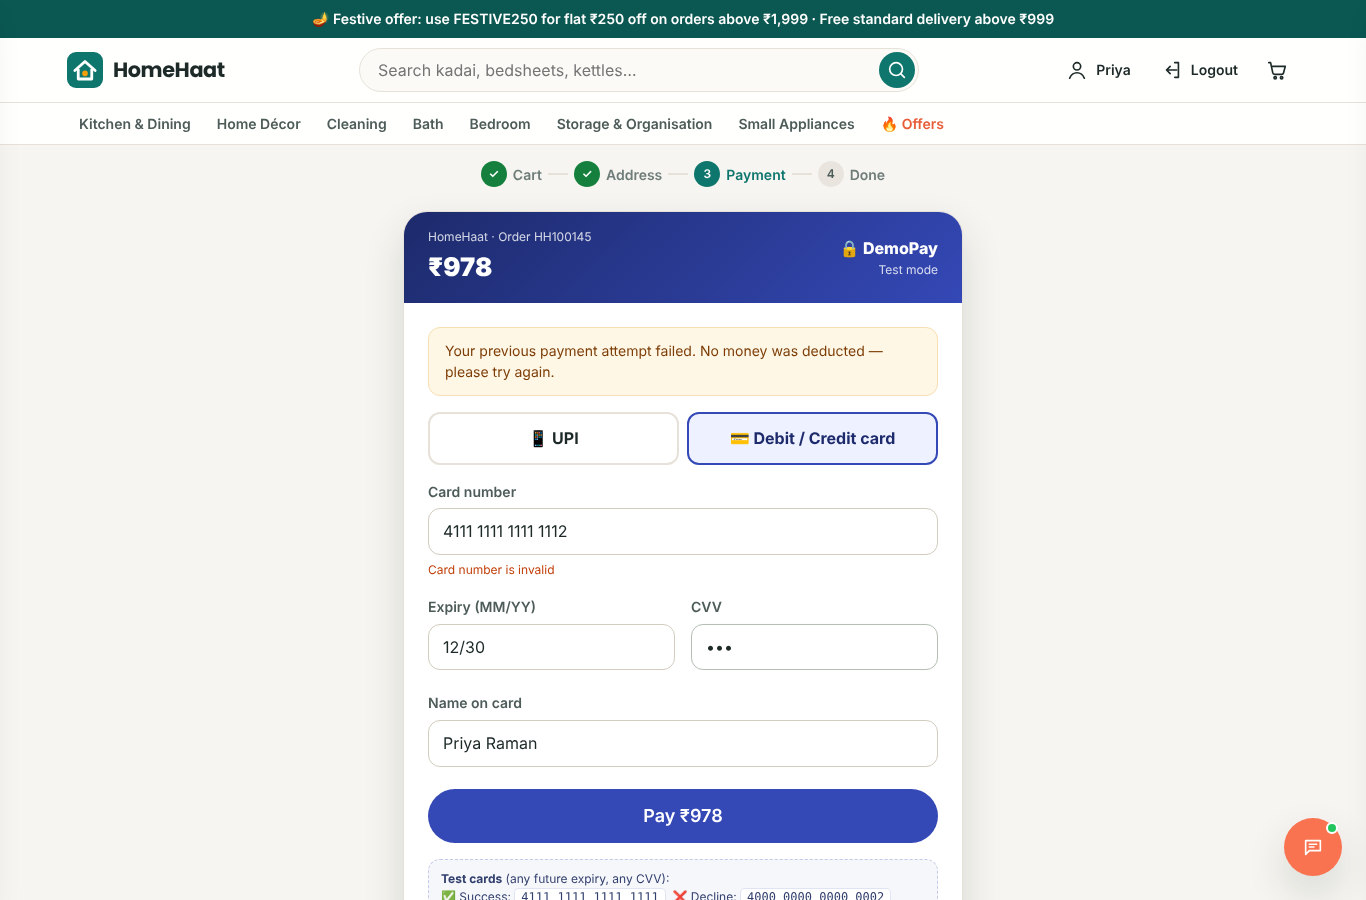 🪔 Festive offer: use FESTIVE250 for flat ₹250 off on orders above ₹1,999 · Free standard delivery above ₹999
HomeHaat
Search kadai, bedsheets, kettles...
Priya
Logout
Kitchen & Dining Home Décor Cleaning Bath Bedroom Storage & Organisation Small Appliances 🔥 Offers
✓ Cart ✓ Address 3 Payment 4 Done
HomeHaat · Order HH100145
₹978
🔒 DemoPay
Test mode
Your previous payment attempt failed. No money was deducted —
please try again.
📱 UPI
💳 Debit / Credit card
Card number
4111 1111 1111 1112
Card number is invalid
Expiry (MM/YY)
CVV
12/30
•••
Name on card
Priya Raman
Pay ₹978
Test cards (any future expiry, any CVV):
✅ Success: 4111 1111 1111 1111 ❌ Decline: 4000 0000 0000 0002